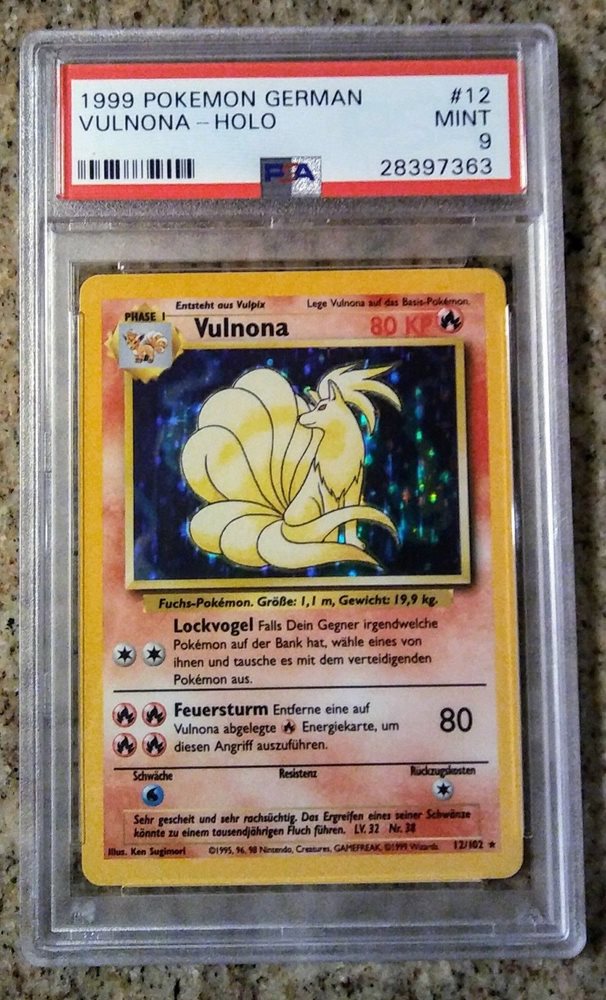 1999 POKEMON GERMAN #12
VULNONA - HOLO MINT
9
PSA 28397363
Entsteht aus Vulpix Lege Vulnona auf das Basis-Pokémon.
PHASE 1
Vulnona 80 KP
Fuchs-Pokémon. Größe: 1,1 m, Gewicht: 19,9 kg.
Lockvogel Falls Dein Gegner irgendwelche
Pokémon auf der Bank hat, wähle eines von
ihnen und tausche es mit dem verteidigenden
Pokémon aus.
Feuersturm Entferne eine auf
Vulnona abgelegte Energiekarte, um
diesen Angriff auszuführen.
80
Schwäche Resistenz Rückzugskosten
Sehr gescheit und sehr rachsüchtig. Das Ergreifen eines seiner Schwänze
könnte zu einem tausendjährigen Fluch führen. LV. 32 Nr. 38
Illus. Ken Sugimori ©1995, 96, 98 Nintendo, Creatures, GAMEFREAK. ©1999 Wizards. 12/102 ★